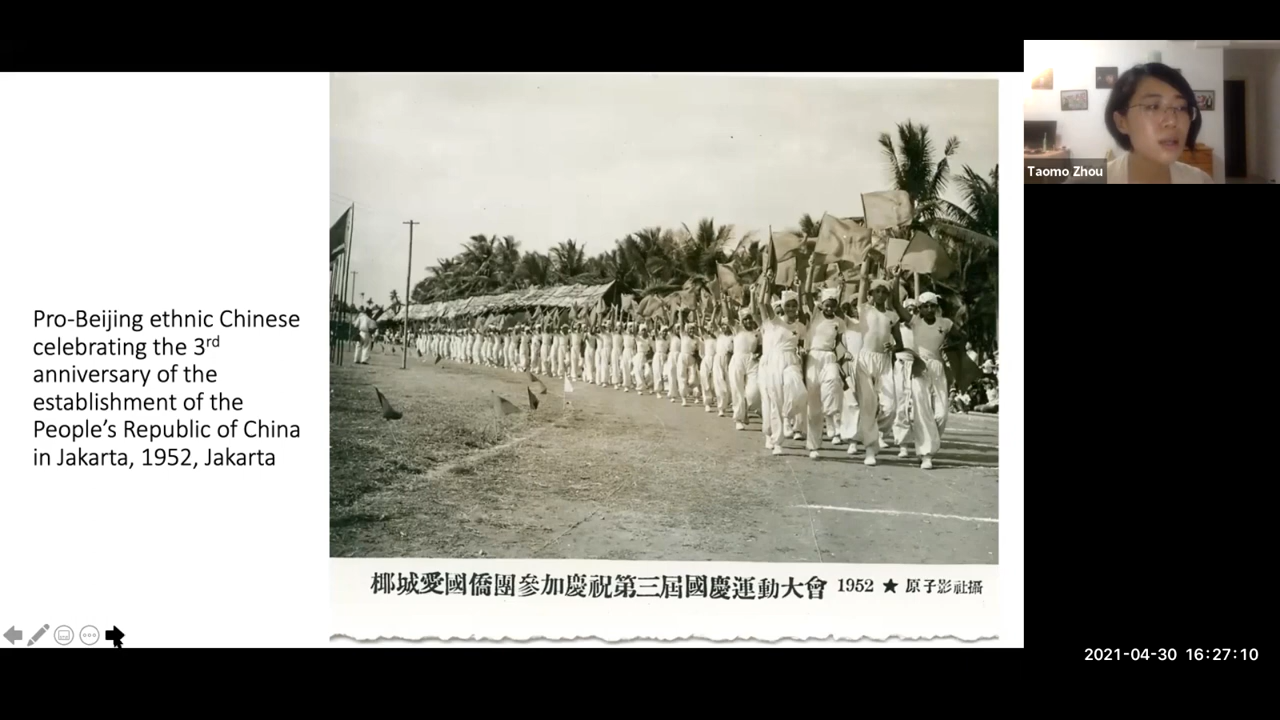 Pro-Beijing ethnic Chinese
celebrating the 3rd
anniversary of the
establishment of the
People's Republic of China
in Jakarta, 1952, Jakarta
椰城愛國僑團參加慶祝第三屆國慶運動大會 1952 ★ 原子影社攝
Taomo Zhou
2021-04-30 16:27:10